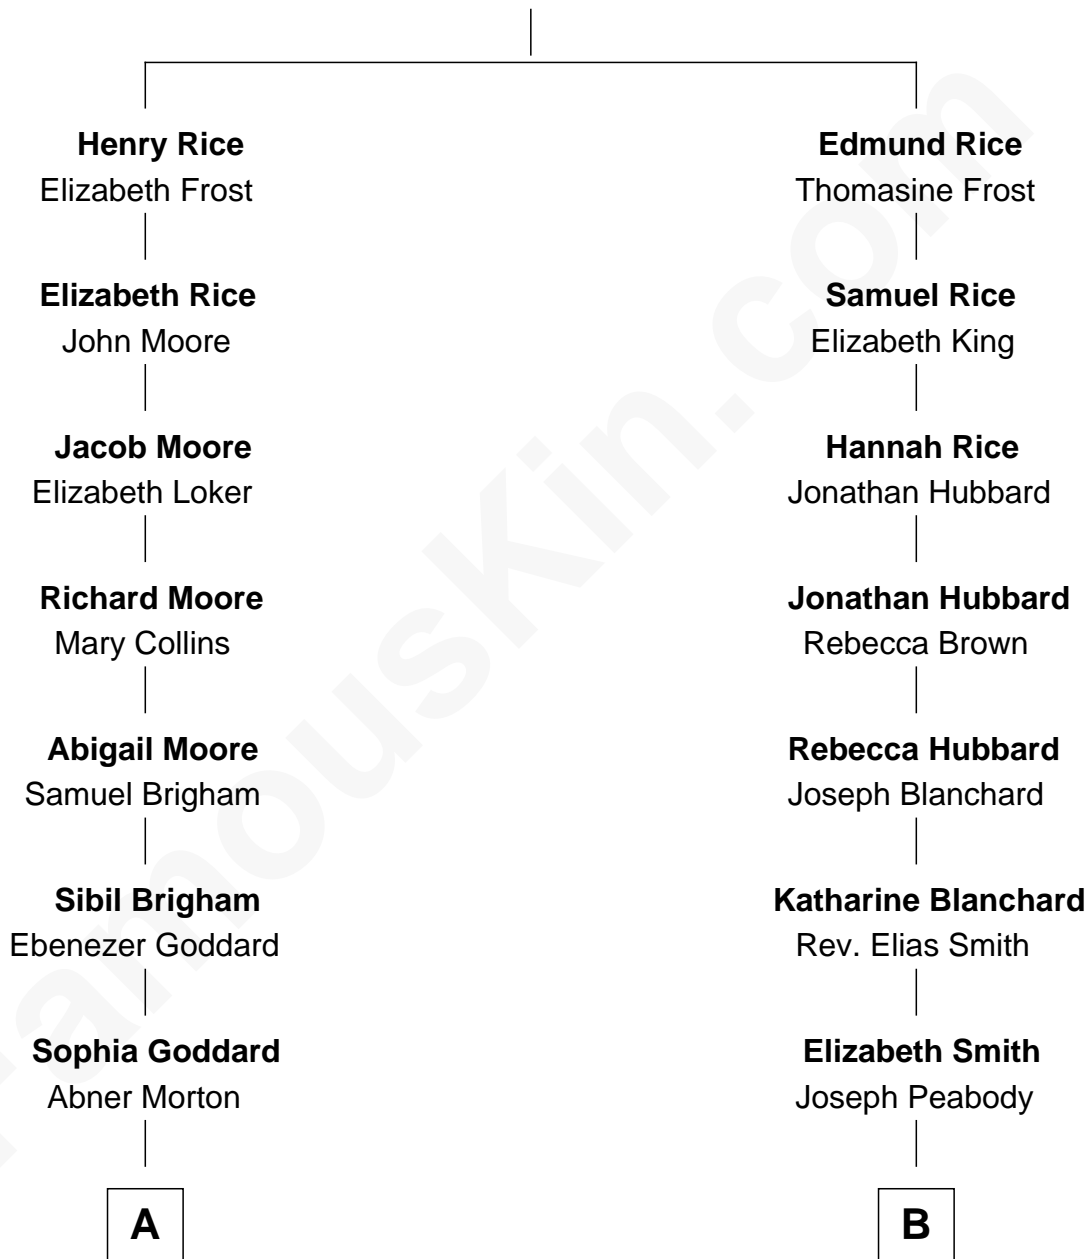 Henry Rice
Elizabeth Frost
Elizabeth Rice
John Moore
Jacob Moore
Elizabeth Loker
Richard Moore
Mary Collins
Abigail Moore
Samuel Brigham
Sibil Brigham
Ebenezer Goddard
Sophia Goddard
Abner Morton
A
Edmund Rice
Thomasine Frost
Samuel Rice
Elizabeth King
Hannah Rice
Jonathan Hubbard
Jonathan Hubbard
Rebecca Brown
Rebecca Hubbard
Joseph Blanchard
Katharine Blanchard
Rev. Elias Smith
Elizabeth Smith
Joseph Peabody
B
FamousKin.com